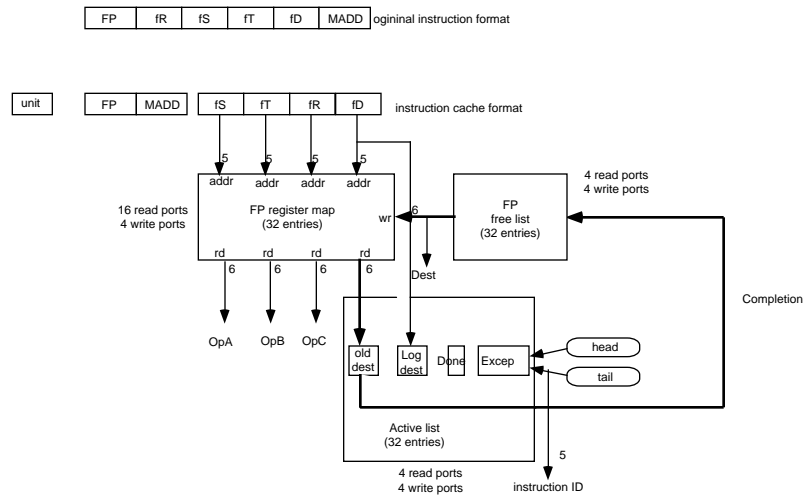 FP fR fS fT fD MADD ogininal instruction format
unit FP MADD fS fT fR fD instruction cache format
5 5 5 5
addr addr addr addr
4 read ports
4 write ports
16 read ports
4 write ports
FP register map
(32 entries)
wr
6
FP
free list
(32 entries)
rd rd rd rd
6 6 6 6
Dest
Completion
OpA OpB OpC
old
dest
Log
dest
Done
Excep
head
tail
Active list
(32 entries)
5
4 read ports
4 write ports
instruction ID